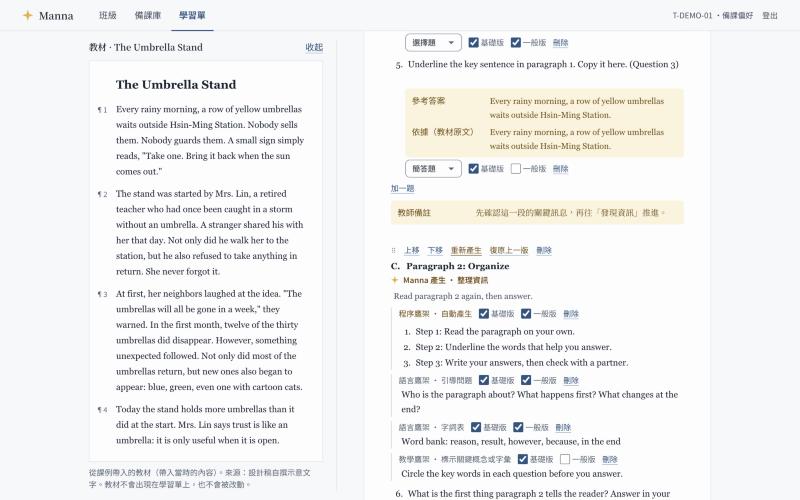 Manna 班級 備課庫 學習單 T-DEMO-01 ・備課偏好 登出
教材 · The Umbrella Stand 收起
The Umbrella Stand
¶ 1 Every rainy morning, a row of yellow umbrellas
waits outside Hsin-Ming Station. Nobody sells
them. Nobody guards them. A small sign simply
reads, "Take one. Bring it back when the sun
comes out."
¶ 2 The stand was started by Mrs. Lin, a retired
teacher who had once been caught in a storm
without an umbrella. A stranger shared his with
her that day. Not only did he walk her to the
station, but he also refused to take anything in
return. She never forgot it.
¶ 3 At first, her neighbors laughed at the idea. "The
umbrellas will all be gone in a week," they
warned. In the first month, twelve of the thirty
umbrellas did disappear. However, something
unexpected followed. Not only did most of the
umbrellas return, but new ones also began to
appear: blue, green, even one with cartoon cats.
¶ 4 Today the stand holds more umbrellas than it
did at the start. Mrs. Lin says trust is like an
umbrella: it is only useful when it is open.
從課例帶入的教材（帶入當時的內容）。來源：設計稿自撰示意文
字。教材不會出現在學習單上，也不會被改動。
選擇題 基礎版 一般版 刪除
5. Underline the key sentence in paragraph 1. Copy it here. (Question 3)
參考答案 Every rainy morning, a row of yellow umbrellas
waits outside Hsin-Ming Station.
依據（教材原文） Every rainy morning, a row of yellow umbrellas
waits outside Hsin-Ming Station.
簡答題 基礎版 一般版 刪除
加一題
教師備註 先確認這一段的關鍵訊息，再往「發現資訊」推進。
上移 下移 重新產生 復原上一版 刪除
C. Paragraph 2: Organize
Manna 產生 · 整理資訊
Read paragraph 2 again, then answer.
程序鷹架 · 自動產生 基礎版 一般版 刪除
1. Step 1: Read the paragraph on your own.
2. Step 2: Underline the words that help you answer.
3. Step 3: Write your answers, then check with a partner.
語言鷹架 · 引導問題 基礎版 一般版 刪除
Who is the paragraph about? What happens first? What changes at the
end?
語言鷹架 · 字詞表 基礎版 一般版 刪除
Word bank: reason, result, however, because, in the end
教學鷹架 · 標示關鍵概念或字彙 基礎版 一般版 刪除
Circle the key words in each question before you answer.
6. What is the first thing paragraph 2 tells the reader? Answer in your